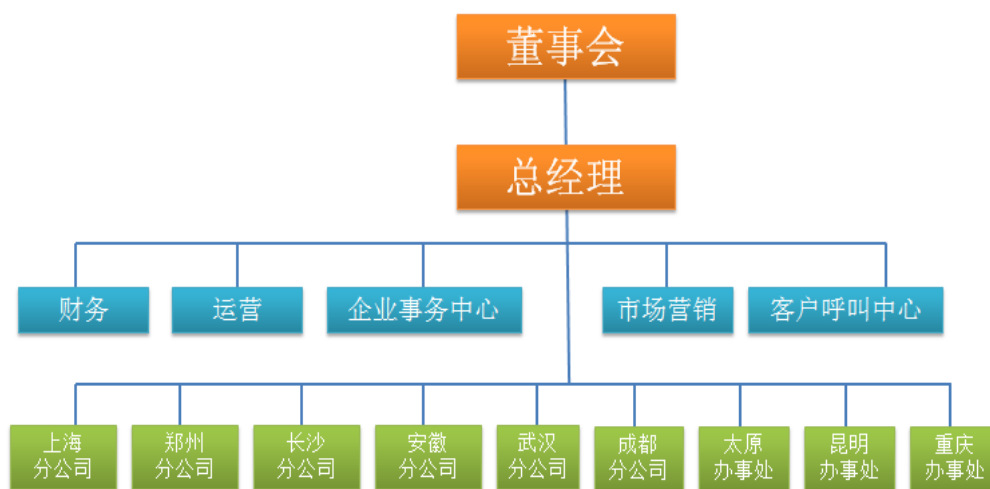 董事会
总经理
财务
运营
企业事务中心
市场营销
客户呼叫中心
上海
分公司
郑州
分公司
长沙
分公司
安徽
分公司
武汉
分公司
成都
分公司
太原
办事处
昆明
办事处
重庆
办事处